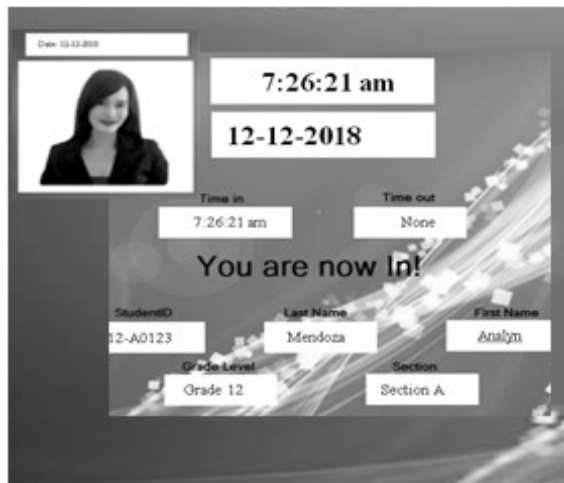 Date: 12-12-2018
7:26:21 am
12-12-2018
Time in
Time out
7:26:21 am
None
You are now In!
StudentID
Last Name
First Name
12-A0123
Mendoza
Analyn
Grade Level
Section
Grade 12
Section A